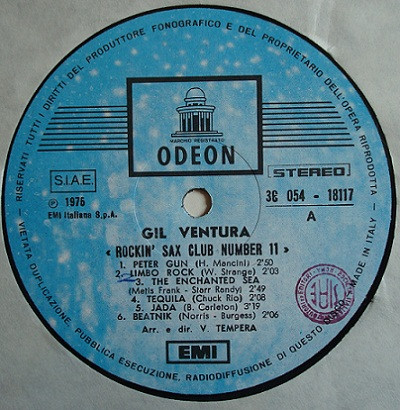 RISERVATI TUTTI I DIRITTI DEL PRODUTTORE FONOGRAFICO E DEL PROPRIETARIO DELL'OPERA RIPRODOTTA
MARCHIO REGISTRATO
ODEON
S.I.A.E.
STEREO
℗ 1976
EMI Italiana S.p.A.
3C 054 - 18117
A
GIL VENTURA
« ROCKIN' SAX CLUB NUMBER 11 »
1. PETER GUN (H. Mancini) 2'50
2. LIMBO ROCK (W. Strange) 2'03
3. THE ENCHANTED SEA
(Metis Frank - Starr Randy) 2'49
4. TEQUILA (Chuck Rio) 2'08
5. JADA (B. Carleton) 3'19
6. BEATNIK (Norris - Burgess) 2'06
Arr. e dir. V. TEMPERA
EMI
VIETATA DUPLICAZIONE, PUBBLICA ESECUZIONE, RADIODIFFUSIONE DI QUESTO DISCO
MADE IN ITALY